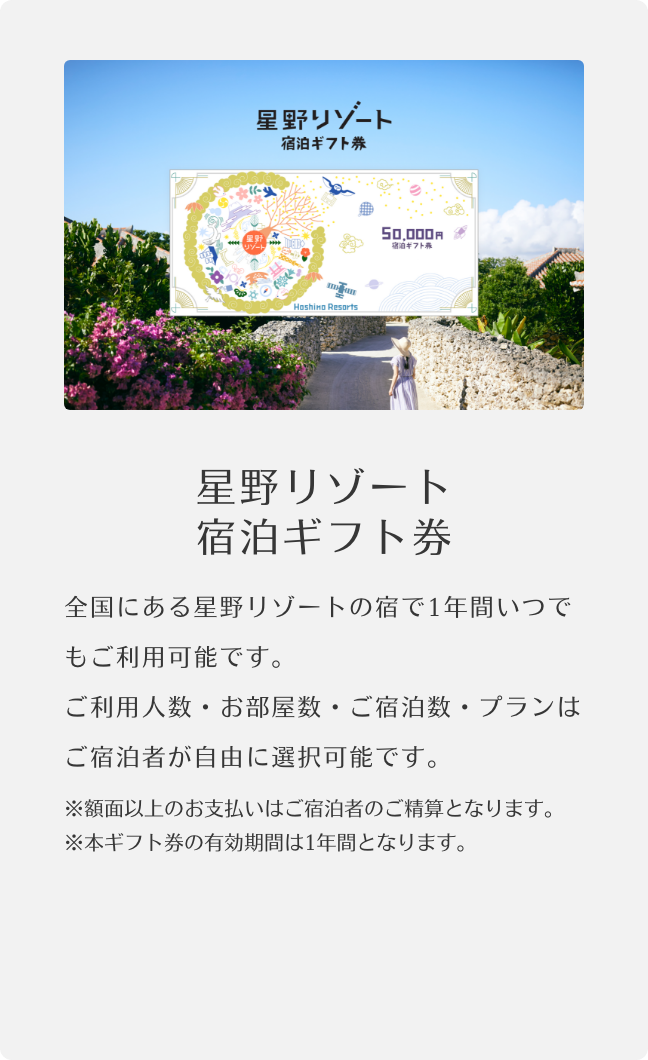 星野リゾート
宿泊ギフト券
星野
リゾート
50,000円
宿泊ギフト券
Hoshino Resorts
星野リゾート
宿泊ギフト券
全国にある星野リゾートの宿で1年間いつで
もご利用可能です。
ご利用人数・お部屋数・ご宿泊数・プランは
ご宿泊者が自由に選択可能です。
※額面以上のお支払いはご宿泊者のご精算となります。
※本ギフト券の有効期間は1年間となります。